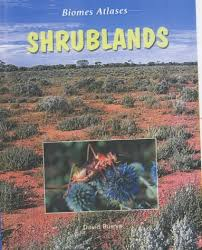 Biomes Atlases
SHRUBLANDS
David Burnie